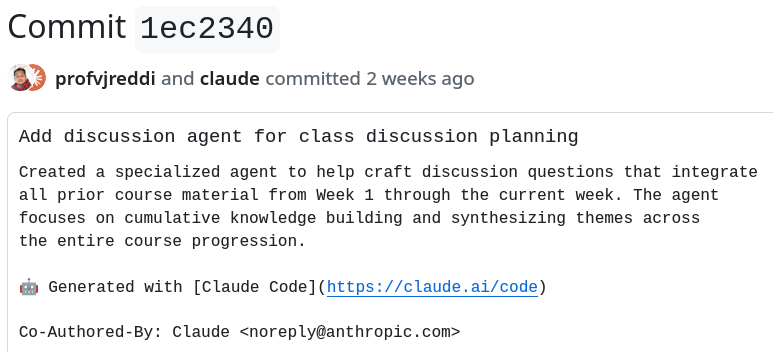 Commit 1ec2340
profvjreddi and claude committed 2 weeks ago
Add discussion agent for class discussion planning
Created a specialized agent to help craft discussion questions that integrate
all prior course material from Week 1 through the current week. The agent
focuses on cumulative knowledge building and synthesizing themes across
the entire course progression.
🤖 Generated with [Claude Code](https://claude.ai/code)
Co-Authored-By: Claude <noreply@anthropic.com>